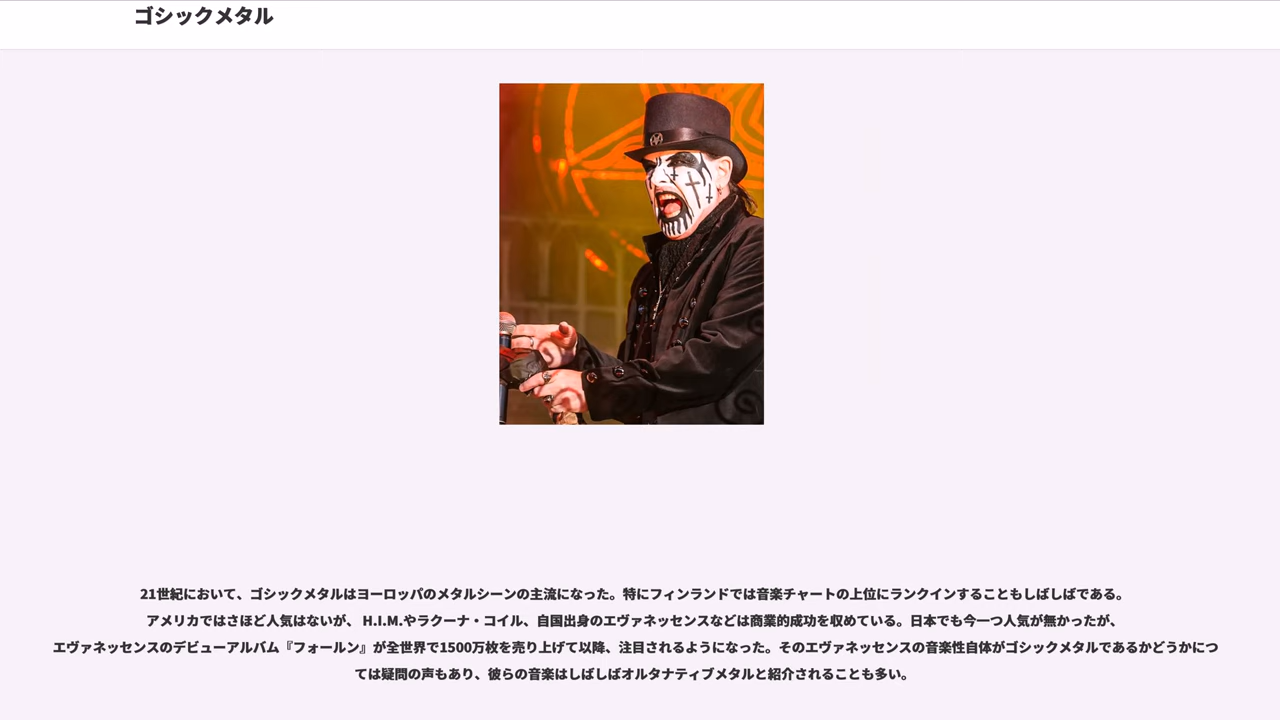 ゴシックメタル
21世紀において、ゴシックメタルはヨーロッパのメタルシーンの主流になった。特にフィンランドでは音楽チャートの上位にランクインすることもしばしばである。
アメリカではさほど人気はないが、 H.I.M.やラクーナ・コイル、自国出身のエヴァネッセンスなどは商業的成功を収めている。日本でも今一つ人気が無かったが、
エヴァネッセンスのデビューアルバム『フォールン』が全世界で1500万枚を売り上げて以降、注目されるようになった。そのエヴァネッセンスの音楽性自体がゴシックメタルであるかどうかにつ
ては疑問の声もあり、彼らの音楽はしばしばオルタナティブメタルと紹介されることも多い。